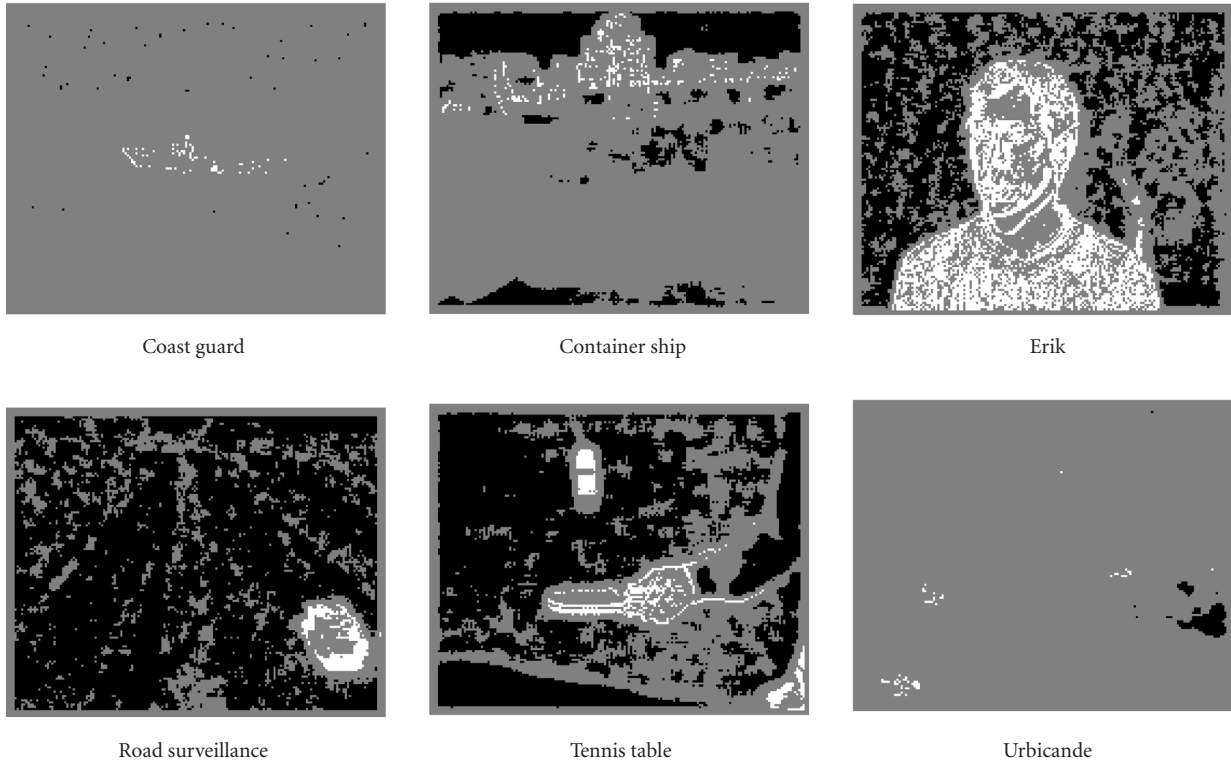 Coast guard
Container ship
Erik
Road surveillance
Tennis table
Urbicande